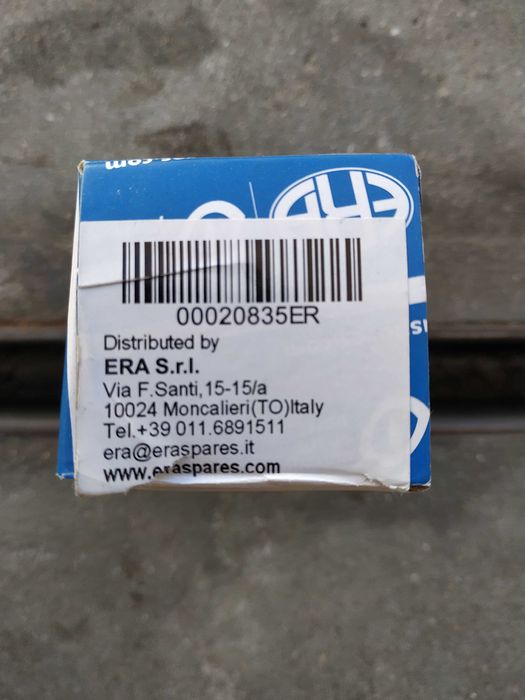 ERA
00020835ER
Distributed by
ERA S.r.l.
Via F.Santi,15-15/a
10024 Moncalieri(TO)Italy
Tel.+39 011.6891511
era@eraspares.it
www.eraspares.com